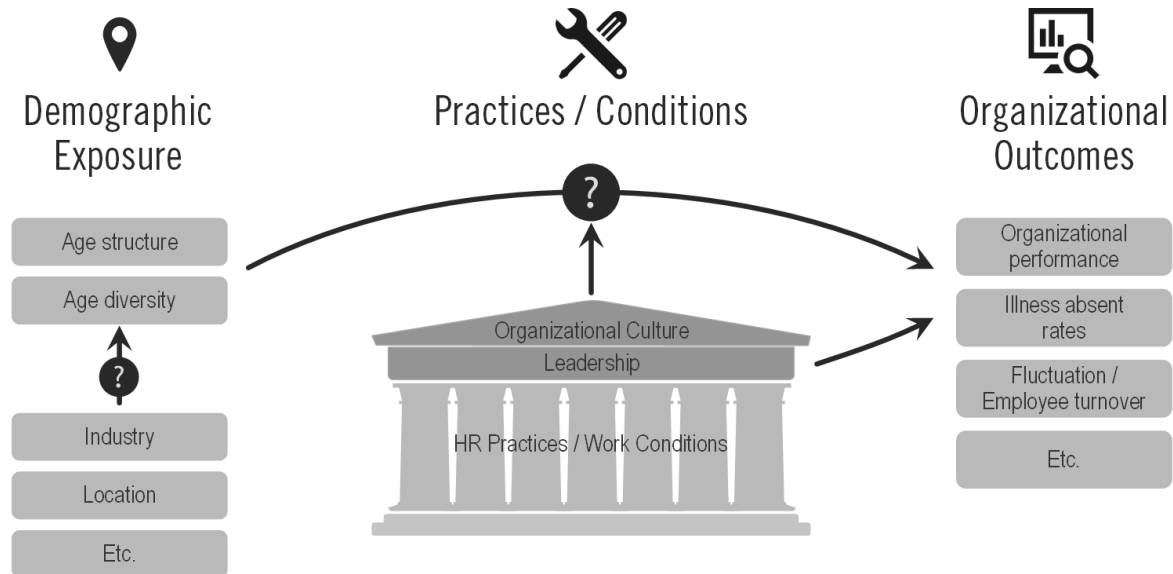 Demographic
Exposure
Practices / Conditions
Organizational
Outcomes
?
Age structure
Age diversity
?
Industry
Location
Etc.
Organizational Culture
Leadership
HR Practices / Work Conditions
Organizational
performance
Illness absent
rates
Fluctuation /
Employee turnover
Etc.